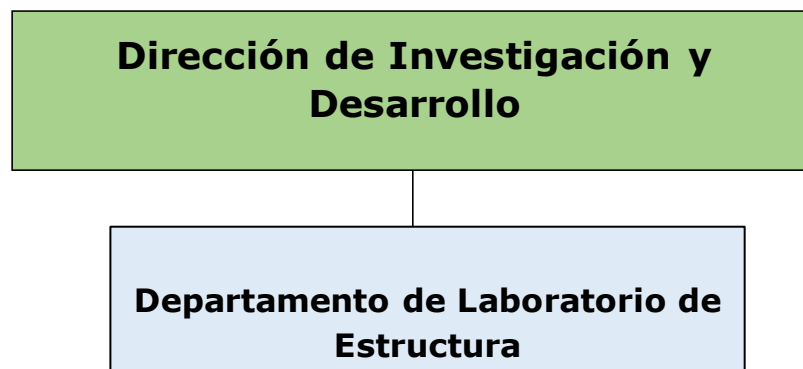 Dirección de Investigación y
Desarrollo
Departamento de Laboratorio de
Estructura